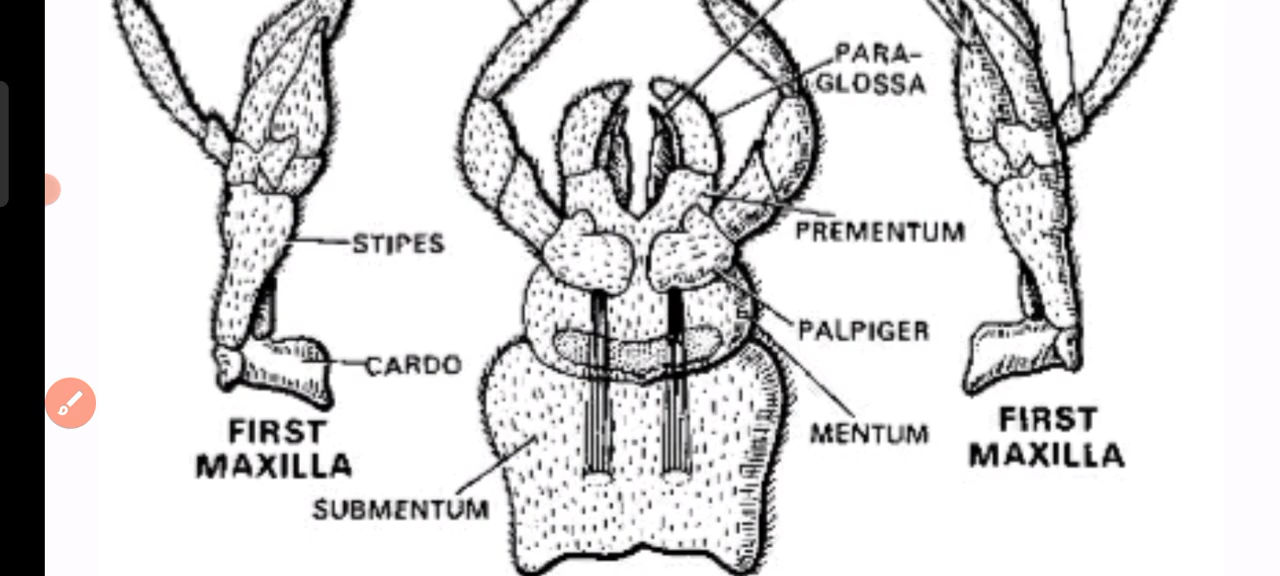 PARA-
GLOSSA
PREMENTUM
STIPES
PALPIGER
CARDO
MENTUM
FIRST
MAXILLA
FIRST
MAXILLA
SUBMENTUM